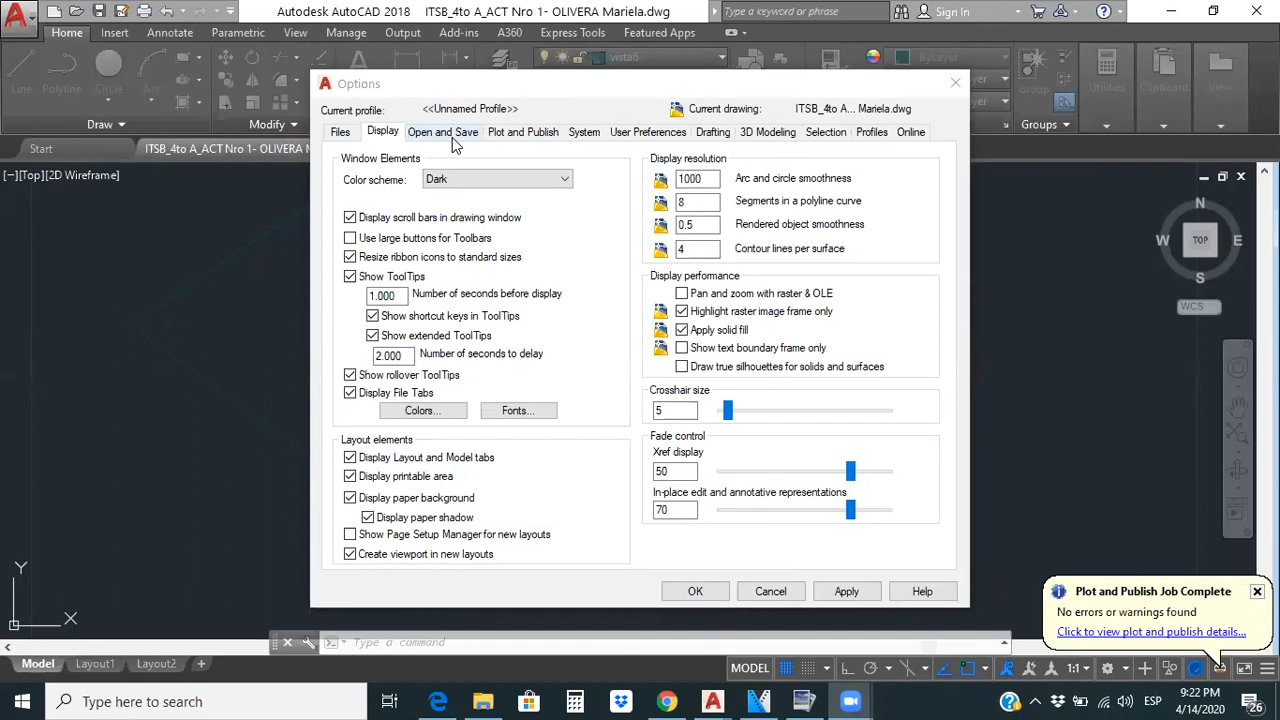 Autodesk AutoCAD 2018 ITSB_4to A_ACT Nro 1- OLIVERA Mariela.dwg
Type a keyword or phrase
Sign In
Home Insert Annotate Parametric View Manage Output Add-ins A360 Express Tools Featured Apps
vistaő
ByLayer
Line Polyline Circle Arc
Group
Utilities Clipboard View
Draw Modify Groups
Start ITSB_4to A_ACT Nro 1- OLIVERA M
[−][Top][2D Wireframe]
Options
Current profile: <<Unnamed Profile>> Current drawing: ITSB_4to A... Mariela.dwg
Files Display Open and Save Plot and Publish System User Preferences Drafting 3D Modeling Selection Profiles Online
Window Elements
Color scheme: Dark
Display scroll bars in drawing window
Use large buttons for Toolbars
Resize ribbon icons to standard sizes
Show ToolTips
1.000 Number of seconds before display
Show shortcut keys in ToolTips
Show extended ToolTips
2.000 Number of seconds to delay
Show rollover ToolTips
Display File Tabs
Colors... Fonts...
Layout elements
Display Layout and Model tabs
Display printable area
Display paper background
Display paper shadow
Show Page Setup Manager for new layouts
Create viewport in new layouts
Display resolution
1000 Arc and circle smoothness
8 Segments in a polyline curve
0.5 Rendered object smoothness
4 Contour lines per surface
Display performance
Pan and zoom with raster & OLE
Highlight raster image frame only
Apply solid fill
Show text boundary frame only
Draw true silhouettes for solids and surfaces
Crosshair size
5
Fade control
Xref display
50
In-place edit and annotative representations
70
OK Cancel Apply Help
N
W TOP E
S
WCS
Y
X
Plot and Publish Job Complete
No errors or warnings found
Click to view plot and publish details...
Type a command
Model Layout1 Layout2 +
MODEL 1:1
Type here to search
ESP
9:22 PM
4/14/2020
26